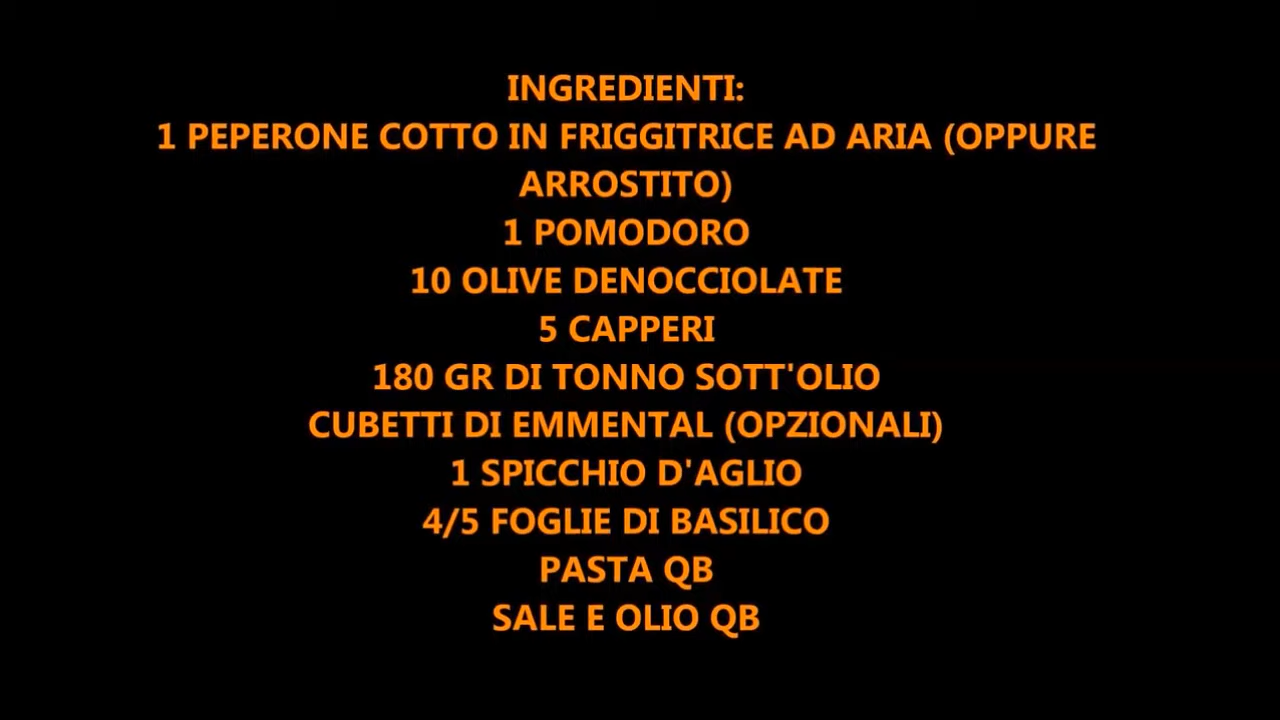 INGREDIENTI:
1 PEPERONE COTTO IN FRIGGITRICE AD ARIA (OPPURE
ARROSTITO)
1 POMODORO
10 OLIVE DENOCCIOLATE
5 CAPPERI
180 GR DI TONNO SOTT'OLIO
CUBETTI DI EMMENTAL (OPZIONALI)
1 SPICCHIO D'AGLIO
4/5 FOGLIE DI BASILICO
PASTA QB
SALE E OLIO QB